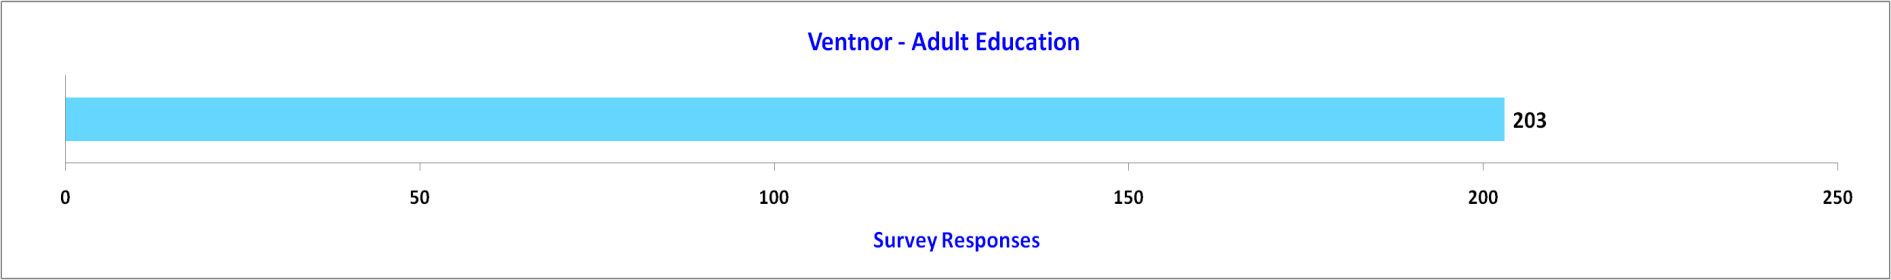 Ventnor - Adult Education
203
0 50 100 150 200 250
Survey Responses